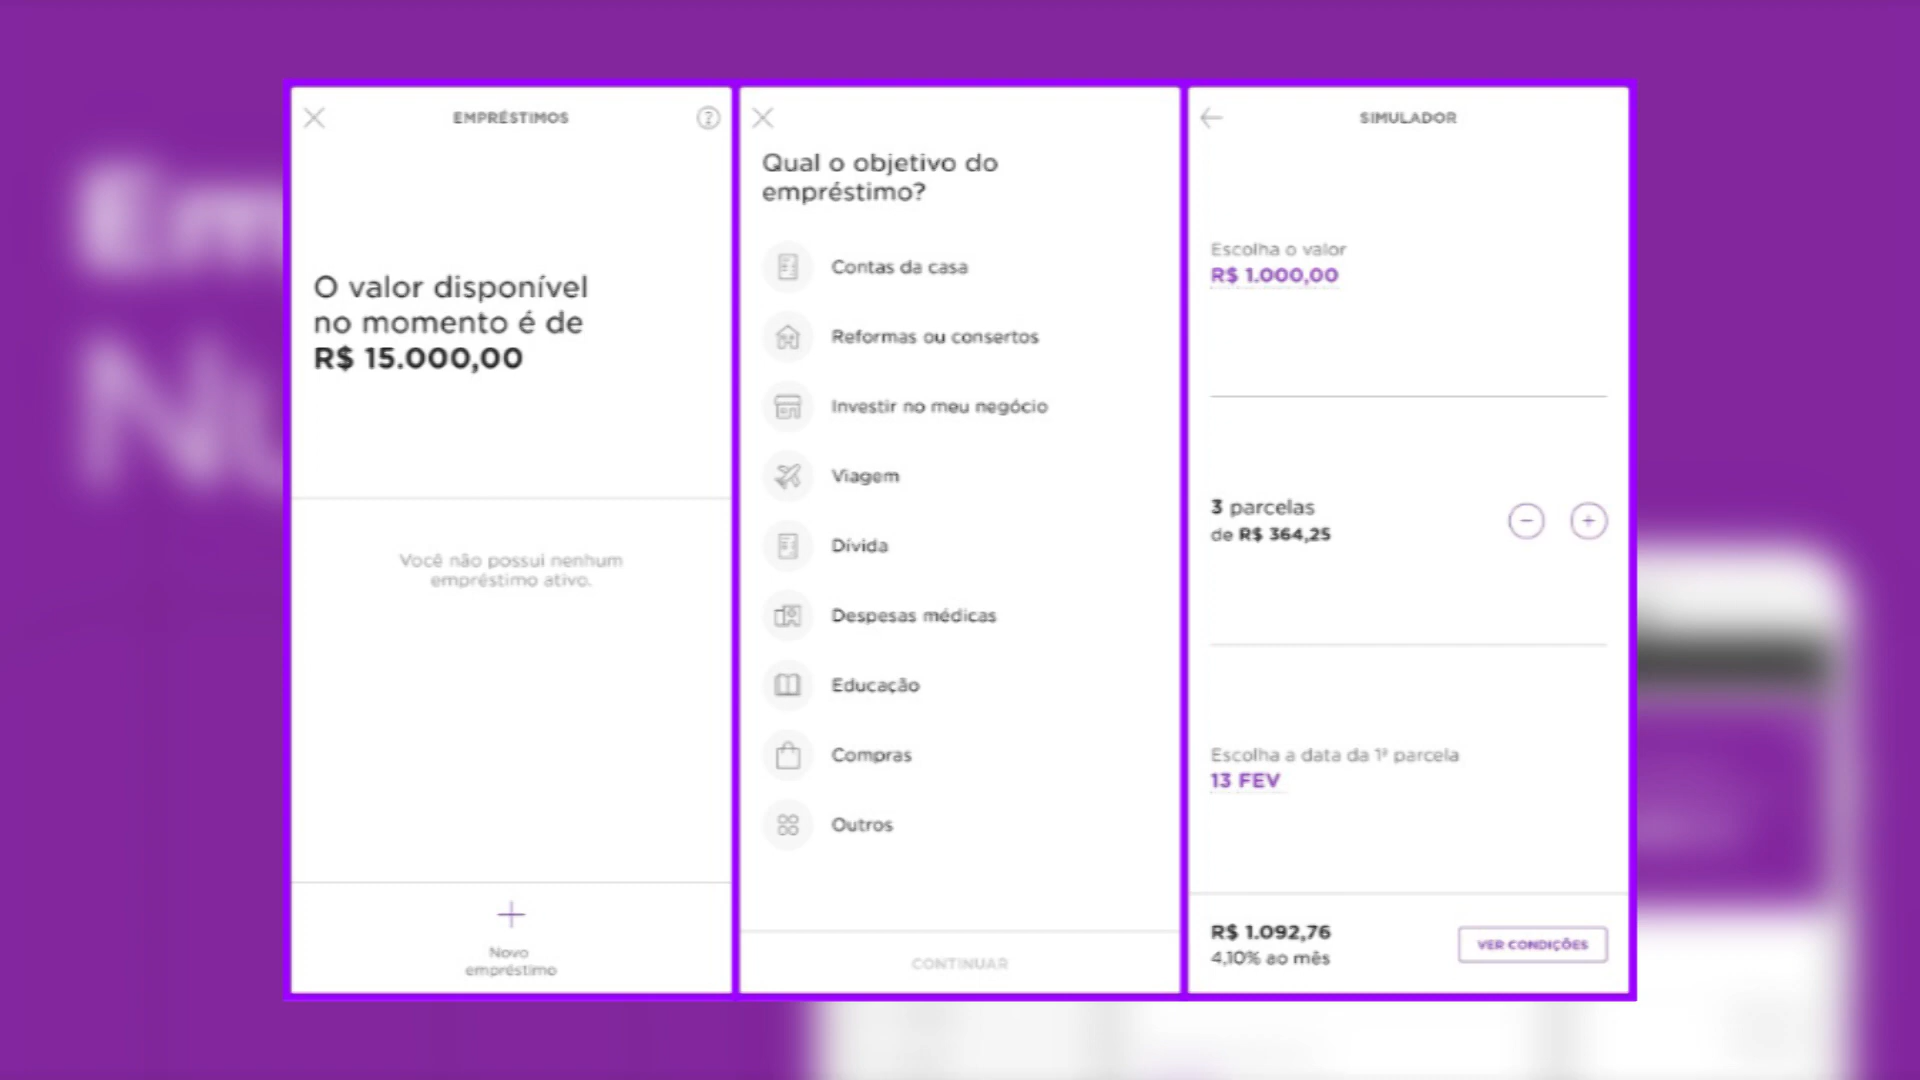 EMPRÉSTIMOS
O valor disponível
no momento é de
R$ 15.000,00
Você não possui nenhum
empréstimo ativo.
Novo
empréstimo
Qual o objetivo do
empréstimo?
Contas da casa
Reformas ou consertos
Investir no meu negócio
Viagem
Dívida
Despesas médicas
Educação
Compras
Outros
CONTINUAR
SIMULADOR
Escolha o valor
R$ 1.000,00
3 parcelas
de R$ 364,25
Escolha a data da 1ª parcela
13 FEV
R$ 1.092,76
4,10% ao mês
VER CONDIÇÕES